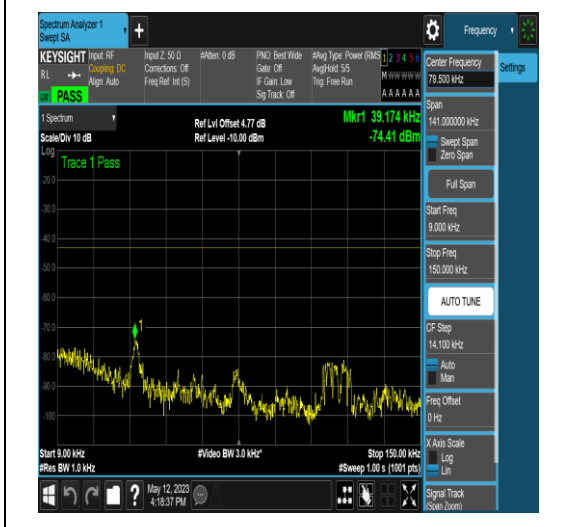 Spectrum Analyzer 1
Swept SA
+
Frequency
KEYSIGHT
RL
PASS
Input: RF
Coupling: DC
Align: Auto
Input Z: 50 Ω
Corrections: Off
Freq Ref: Int (S)
#Atten: 0 dB
PNO: Best Wide
Gate: Off
IF Gain: Low
Sig Track: Off
#Avg Type: Power (RMS
Avg|Hold: 5/5
Trig: Free Run
1 2 3 4 5 6
M W W W W W
A A A A A A
Settings
Center Frequency
79.500 kHz
Span
141.000000 kHz
Swept Span
Zero Span
Full Span
Start Freq
9.000 kHz
Stop Freq
150.000 kHz
AUTO TUNE
CF Step
14.100 kHz
Auto
Man
Freq Offset
0 Hz
X Axis Scale
Log
Lin
Signal Track
(Span Zoom)
1 Spectrum
Scale/Div 10 dB
Ref Lvl Offset 4.77 dB
Ref Level -10.00 dBm
Mkr1 39.174 kHz
-74.41 dBm
Log
Trace 1 Pass
-20.0
-30.0
-40.0
-50.0
-60.0
-70.0
-80.0
-90.0
-100
1
Start 9.00 kHz
#Res BW 1.0 kHz
#Video BW 3.0 kHz*
Stop 150.00 kHz
#Sweep 1.00 s (1001 pts)
?
May 12, 2023
4:18:37 PM